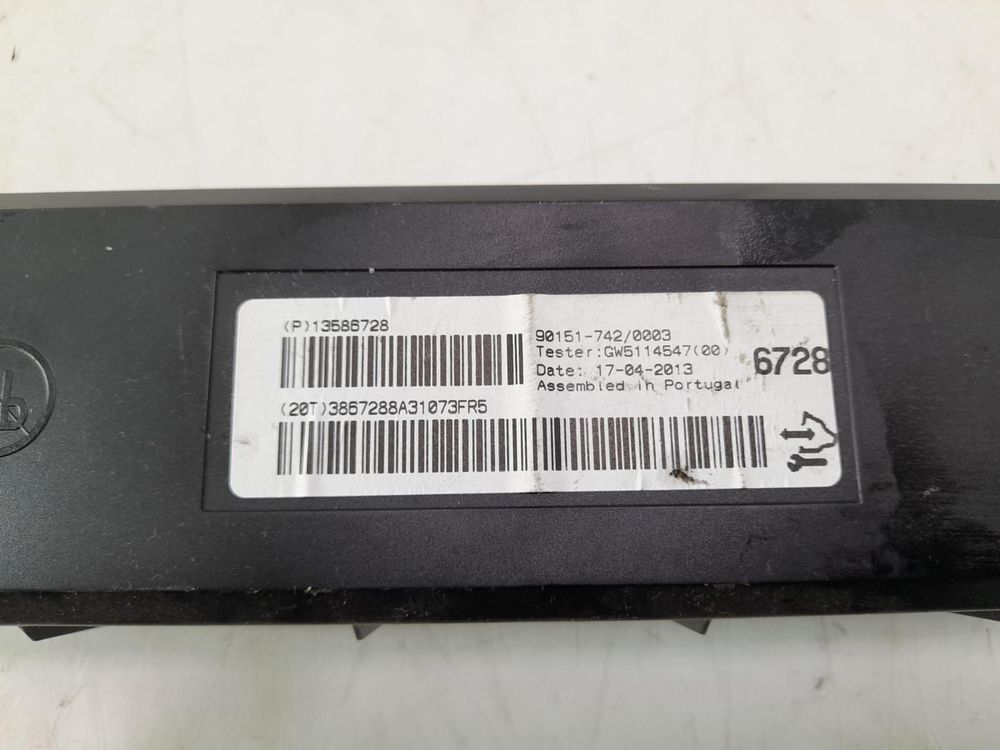 (P)13586728
90151-742/0003
Tester:GW5114547(00)
Date: 17-04-2013
Assembled in Portugal
6728
(20T)3867288A31073FR5